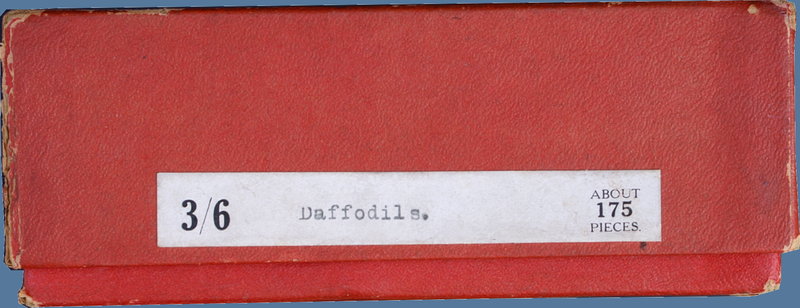 3/6
Daffodils.
ABOUT
175
PIECES.